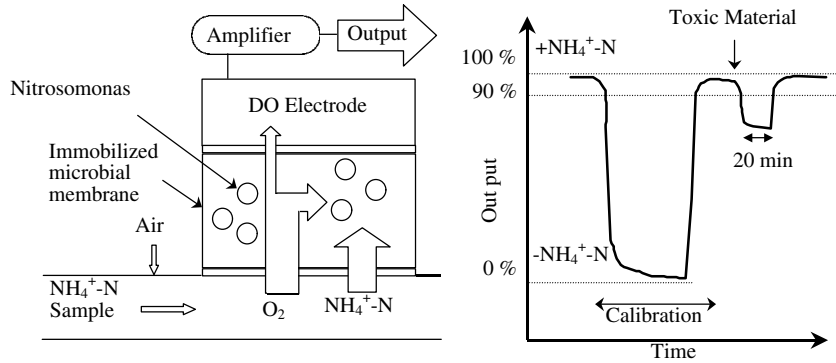 Amplifier
Output
Nitrosomonas
DO Electrode
Immobilized
microbial
membrane
Air
NH₄⁺-N
Sample
O₂
NH₄⁺-N
Toxic Material
100 %
+NH₄⁺-N
90 %
20 min
Out put
-NH₄⁺-N
0 %
Calibration
Time